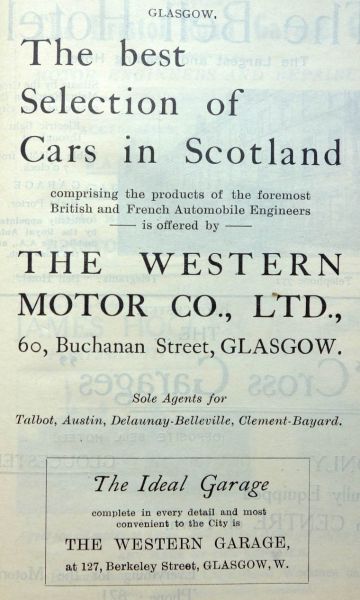 GLASGOW.
The best
Selection of
Cars in Scotland
comprising the products of the foremost
British and French Automobile Engineers
— is offered by —
THE WESTERN
MOTOR CO., LTD.,
60, Buchanan Street, GLASGOW.
Sole Agents for
Talbot, Austin, Delaunay-Belleville, Clement-Bayard.
The Ideal Garage
complete in every detail and most
convenient to the City is
THE WESTERN GARAGE,
at 127, Berkeley Street, GLASGOW, W.